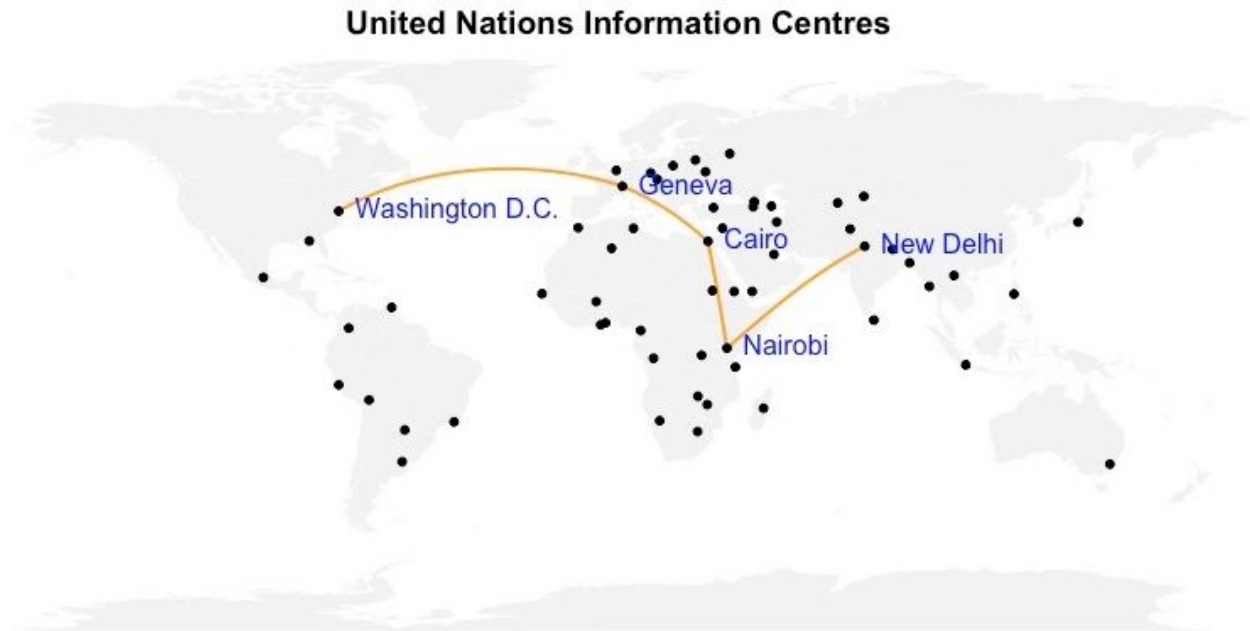 United Nations Information Centres
Geneva
Washington D.C.
Cairo
New Delhi
Nairobi